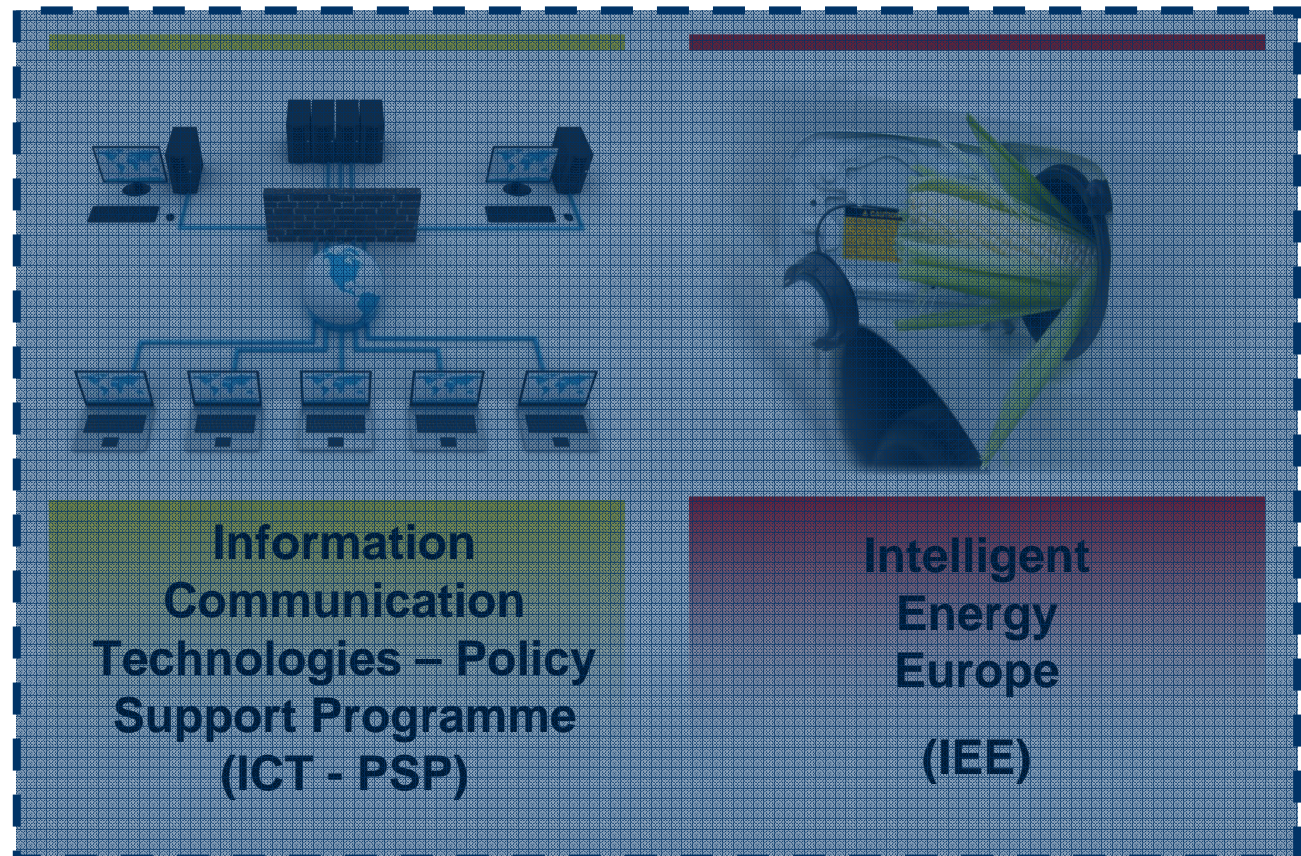 Information
Communication
Technologies – Policy
Support Programme
(ICT - PSP)
Intelligent
Energy
Europe
(IEE)